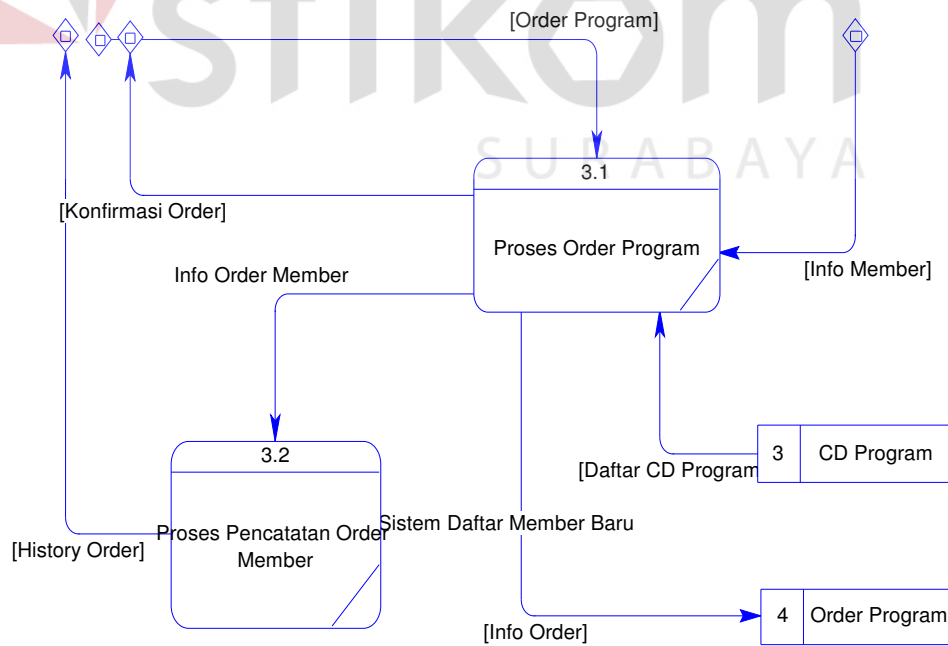 [Order Program]
STIKOM
SURABAYA
3.1
[Konfirmasi Order]
Proses Order Program
[Info Member]
Info Order Member
3.2
3 CD Program
[Daftar CD Program
Sistem Daftar Member Baru
Proses Pencatatan Order
Member
[History Order]
4 Order Program
[Info Order]